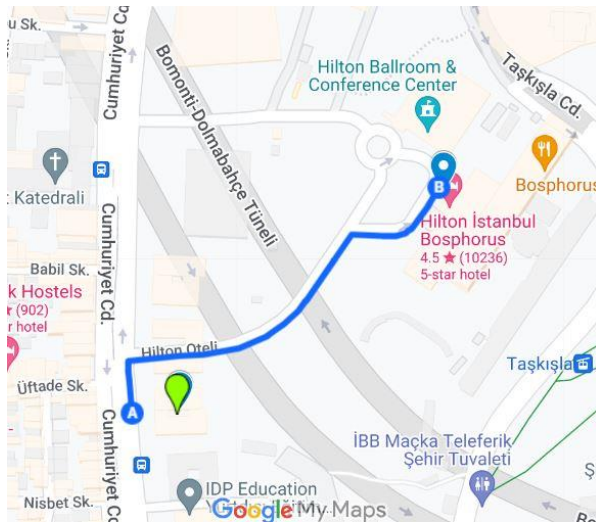 Cumhuriyet Cd.
Bomonti-Dolmabahçe Tüneli
Hilton Ballroom &
Conference Center
Taşkışla Cd.
Katedrali
Bosphorus
B
Hilton İstanbul
Bosphorus
4.5 ★ (10236)
5-star hotel
Cumhuriyet Cd.
Babil Sk.
k Hostels
★ (902)
r hotel
Hilton Oteli
Taşkışla
Üftade Sk.
A
Cumhuriyet Cd.
İBB Maçka Teleferik
Şehir Tuvaleti
IDP Education
Nisbet Sk.
Google My Maps